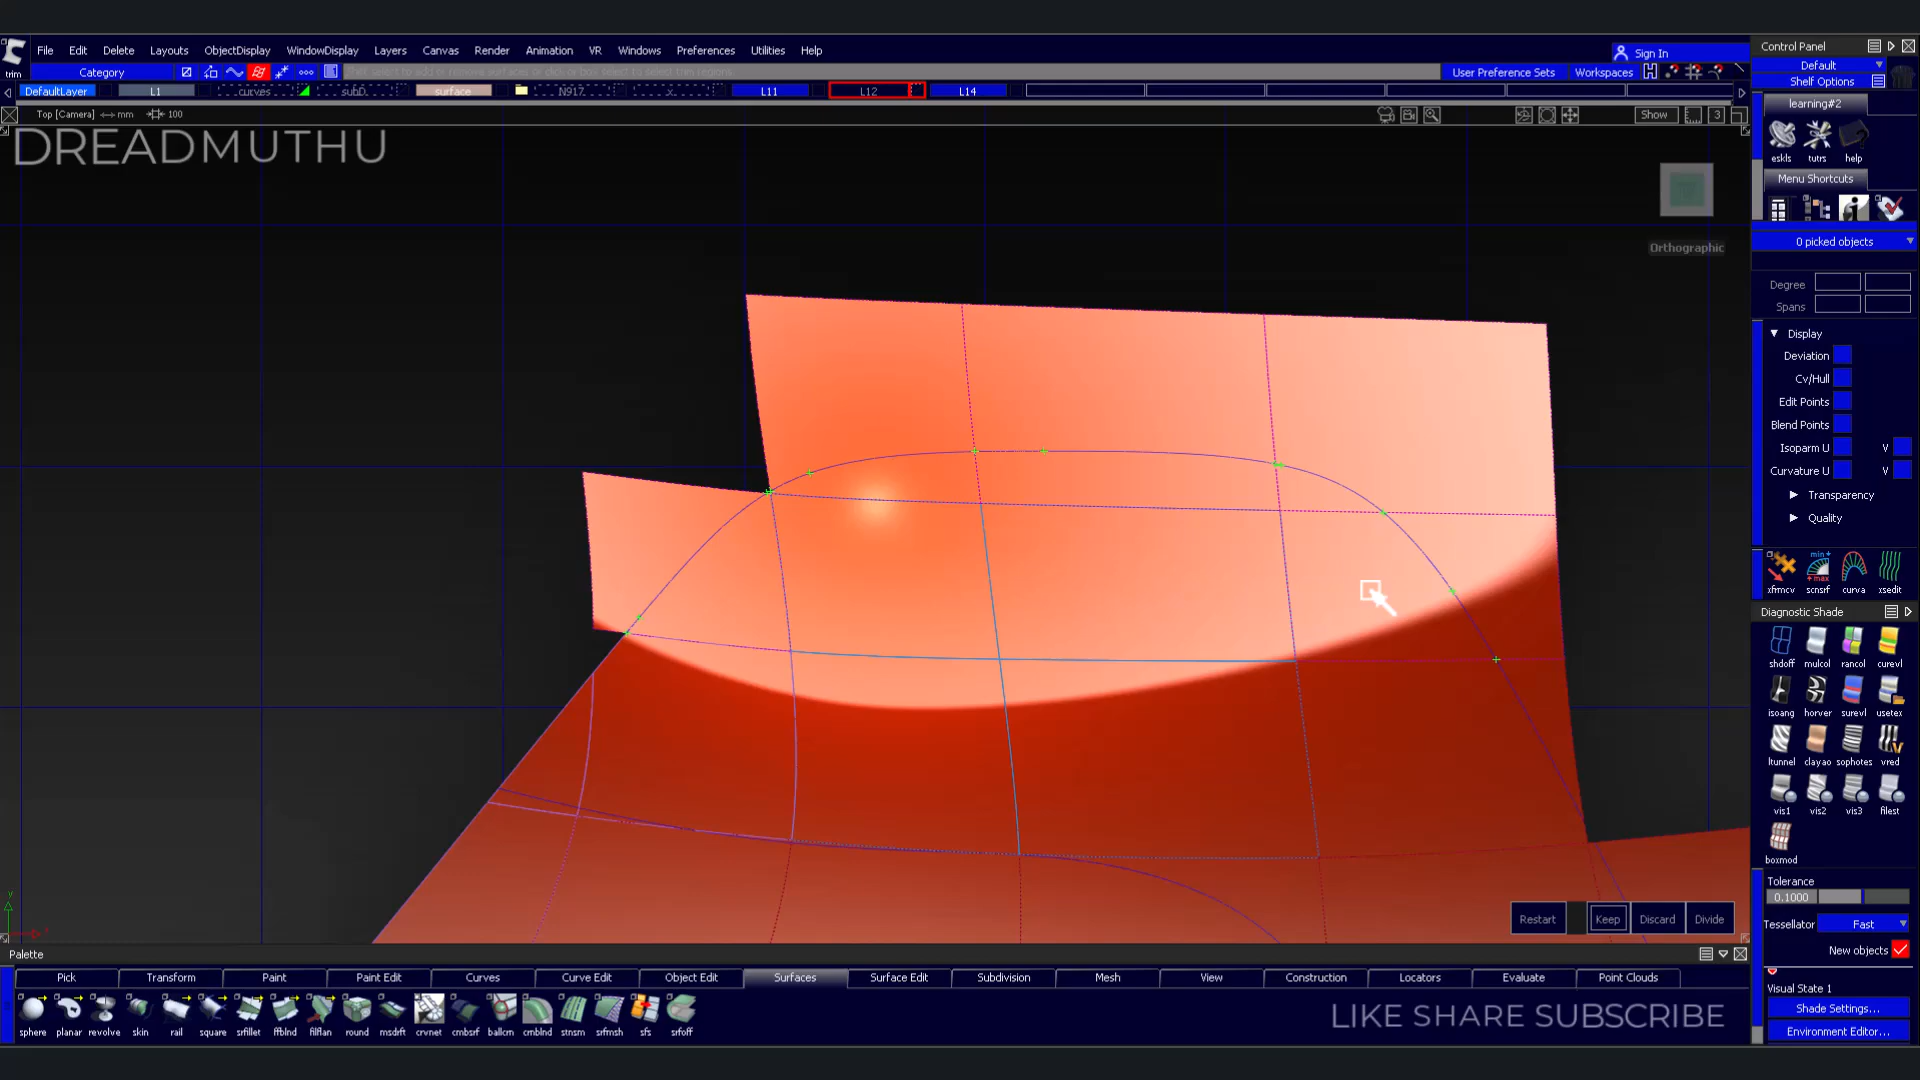 File Edit Delete Layouts ObjectDisplay WindowDisplay Layers Canvas Render Animation VR Windows Preferences Utilities Help
Sign In
trim
Category
User Preference Sets Workspaces
DefaultLayer L1 curves subD surface N917 L11 L12 L14
Top [Camera] mm 100
Show 3
DREADMUTHU
Orthographic
Restart Keep Discard Divide
Control Panel
Default
Shelf Options
learning#2
eskls tutrs help
Menu Shortcuts
0 picked objects
Degree
Spans
Display
Deviation
Cv/Hull
Edit Points
Blend Points
Isoparm U V
Curvature U V
Transparency
Quality
min+
+max
xfrmcv scnsrf curva xsedit
Diagnostic Shade
shdoff mulcol rancol curevl
isoang horver surevl usetex
ltunnel clayao sophotes vred
vis1 vis2 vis3 filest
boxmod
Tolerance
0.1000
Tessellator Fast
New objects
Visual State 1
Shade Settings...
Environment Editor...
Palette
Pick Transform Paint Paint Edit Curves Curve Edit Object Edit Surfaces Surface Edit Subdivision Mesh View Construction Locators Evaluate Point Clouds
sphere planar revolve skin rail square srfillet ffblnd filflan round msdrft crvnet cmbsrf ballcrn cmblnd stnsm srfmsh sfs srfoff
LIKE SHARE SUBSCRIBE